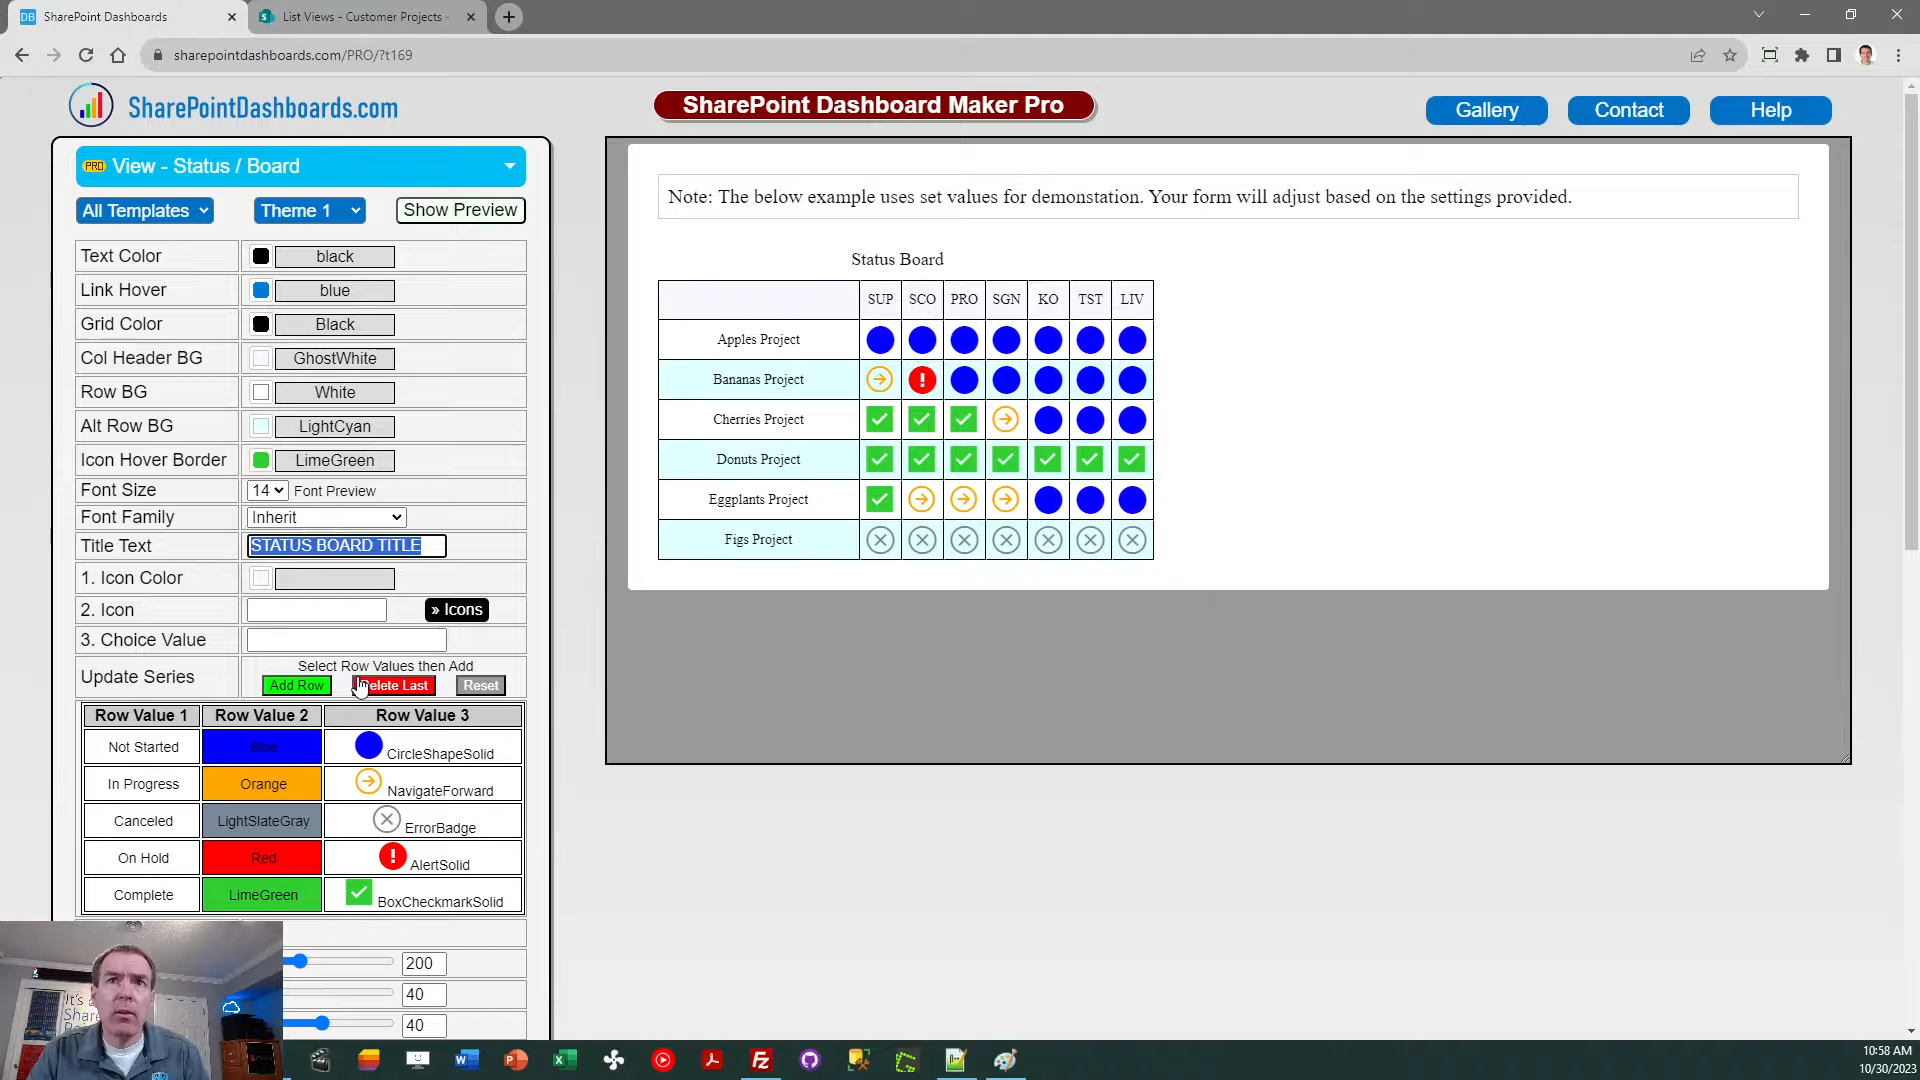 DB SharePoint Dashboards
List Views - Customer Projects -
sharepointdashboards.com/PRO/?t169
SharePointDashboards.com
SharePoint Dashboard Maker Pro
Gallery
Contact
Help
PRO View - Status / Board
All Templates
Theme 1
Show Preview
Text Color black
Link Hover blue
Grid Color Black
Col Header BG GhostWhite
Row BG White
Alt Row BG LightCyan
Icon Hover Border LimeGreen
Font Size 14 Font Preview
Font Family Inherit
Title Text STATUS BOARD TITLE
1. Icon Color
2. Icon » Icons
3. Choice Value
Select Row Values then Add
Update Series
Add Row Delete Last Reset
Row Value 1 Row Value 2 Row Value 3
Not Started Blue CircleShapeSolid
In Progress Orange NavigateForward
Canceled LightSlateGray ErrorBadge
On Hold Red AlertSolid
Complete LimeGreen BoxCheckmarkSolid
200
40
40
Note: The below example uses set values for demonstation. Your form will adjust based on the settings provided.
Status Board
SUP SCO PRO SGN KO TST LIV
Apples Project
Bananas Project
Cherries Project
Donuts Project
Eggplants Project
Figs Project
It's a
Share
10:58 AM
10/30/2023